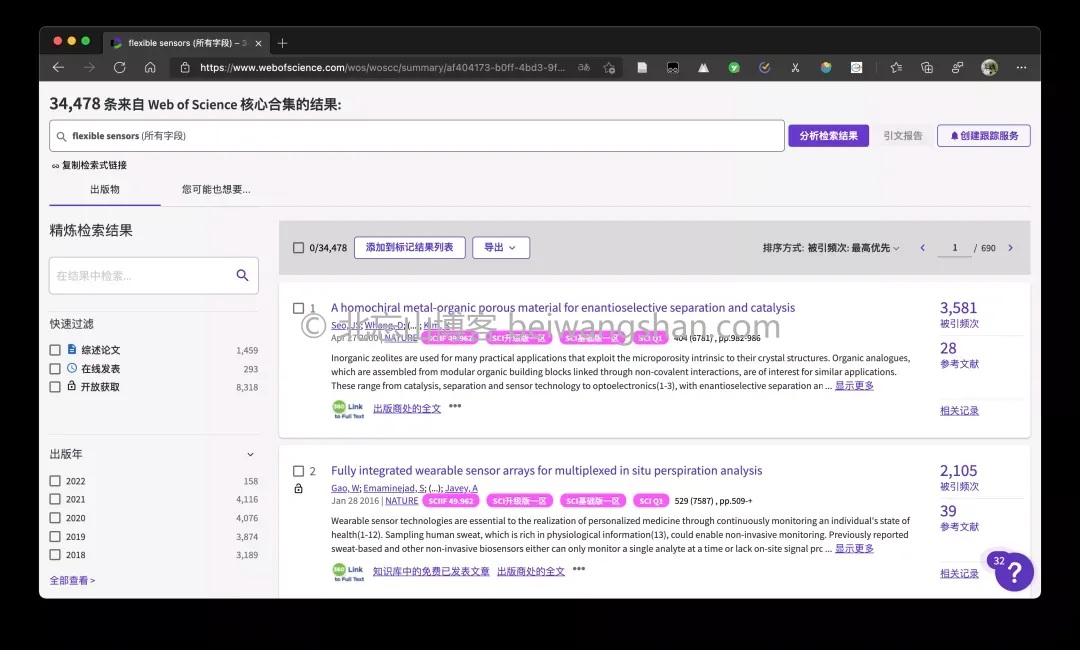 flexible sensors (所有字段) – 3
https://www.webofscience.com/wos/woscc/summary/af404173-b0ff-4bd3-9f...
34,478 条来自 Web of Science 核心合集的结果:
flexible sensors (所有字段)
分析检索结果
引文报告
创建跟踪服务
复制检索式链接
出版物
您可能也想要...
精炼检索结果
在结果中检索...
快速过滤
综述论文 1,459
在线发表 293
开放获取 8,318
出版年
2022 158
2021 4,116
2020 4,076
2019 3,874
2018 3,189
全部查看 >
0/34,478 添加到标记结果列表 导出 排序方式: 被引频次: 最高优先 1 / 690
1 A homochiral metal-organic porous material for enantioselective separation and catalysis
Seo, JS; Whang, D; (...); Kim, K
Apr 27 2000 | NATURE SCIIF 49.962 SCI升级版一区 SCI基础版一区 SCI Q1 404 (6781) , pp.982-986
Inorganic zeolites are used for many practical applications that exploit the microporosity intrinsic to their crystal structures. Organic analogues,
which are assembled from modular organic building blocks linked through non-covalent interactions, are of interest for similar applications.
These range from catalysis, separation and sensor technology to optoelectronics(1-3), with enantioselective separation an ... 显示更多
360 Link to Full Text 出版商处的全文 •••
3,581
被引频次
28
参考文献
相关记录
© 北忘山博客 beiwangshan.com
2 Fully integrated wearable sensor arrays for multiplexed in situ perspiration analysis
Gao, W; Emaminejad, S; (...); Javey, A
Jan 28 2016 | NATURE SCIIF 49.962 SCI升级版一区 SCI基础版一区 SCI Q1 529 (7587) , pp.509-+
Wearable sensor technologies are essential to the realization of personalized medicine through continuously monitoring an individual's state of
health(1-12). Sampling human sweat, which is rich in physiological information(13), could enable non-invasive monitoring. Previously reported
sweat-based and other non-invasive biosensors either can only monitor a single analyte at a time or lack on-site signal prc ... 显示更多
360 Link to Full Text 知识库中的免费已发表文章 出版商处的全文 •••
2,105
被引频次
39
参考文献
相关记录
32
?